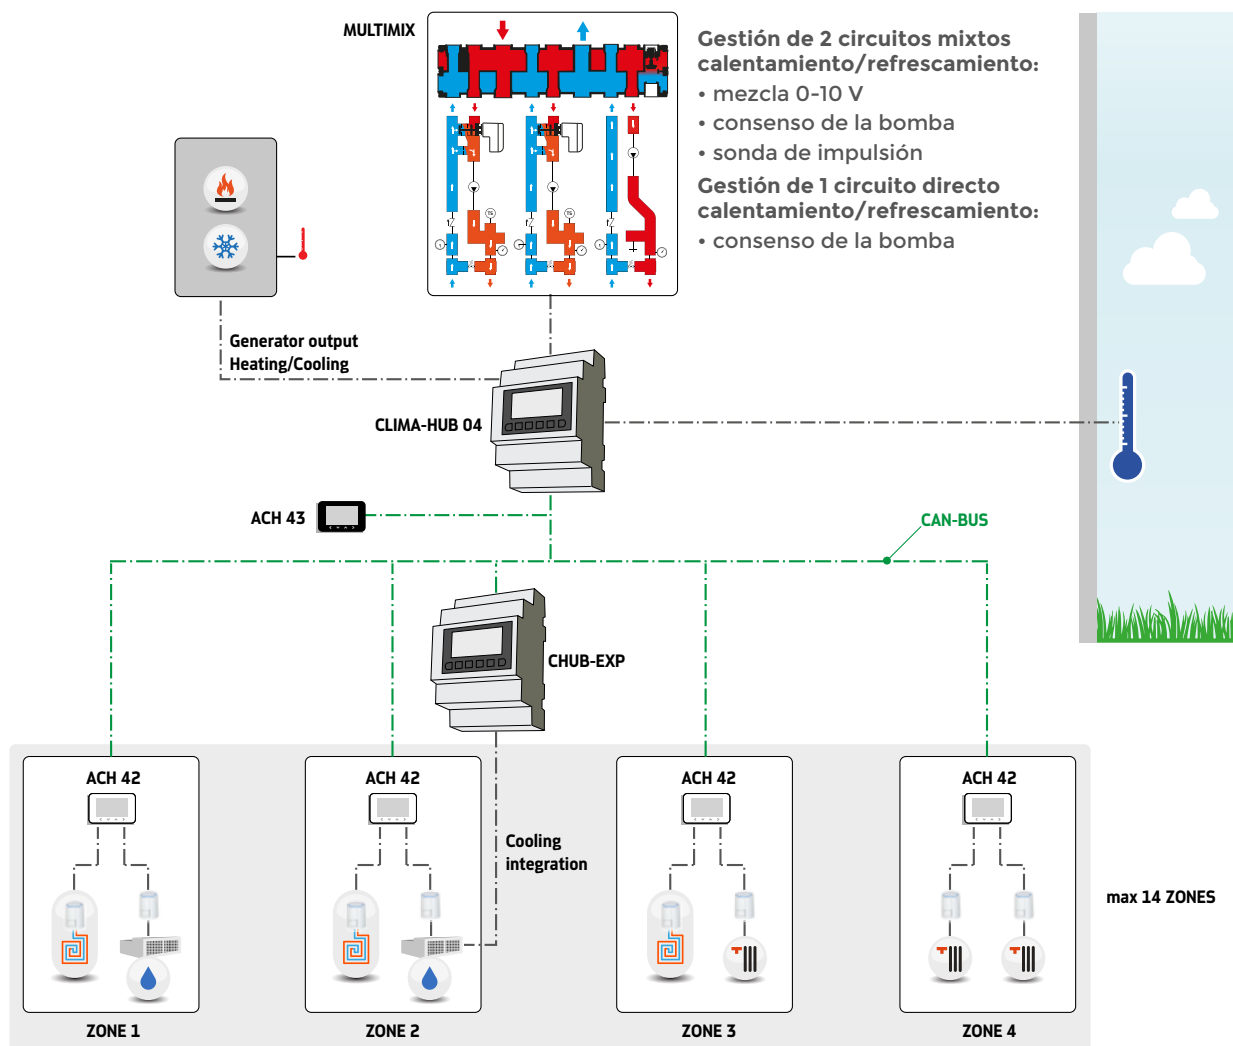 MULTIMIX
Gestión de 2 circuitos mixtos
calentamiento/refrescamiento:
• mezcla 0-10 V
• consenso de la bomba
• sonda de impulsión
Gestión de 1 circuito directo
calentamiento/refrescamiento:
• consenso de la bomba
Generator output
Heating/Cooling
CLIMA-HUB 04
ACH 43
CAN-BUS
CHUB-EXP
ACH 42
ACH 42
ACH 42
ACH 42
Cooling
integration
max 14 ZONES
ZONE 1
ZONE 2
ZONE 3
ZONE 4